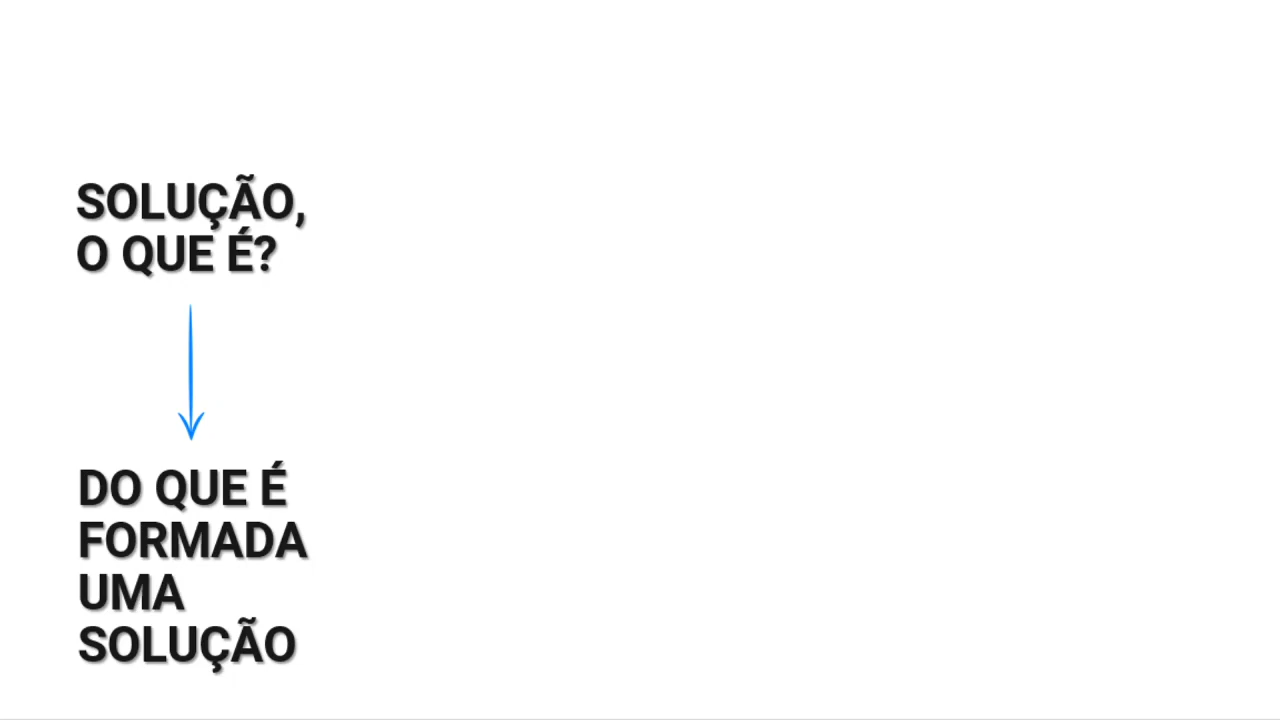 SOLUÇÃO,
O QUE É?
DO QUE É
FORMADA
UMA
SOLUÇÃO